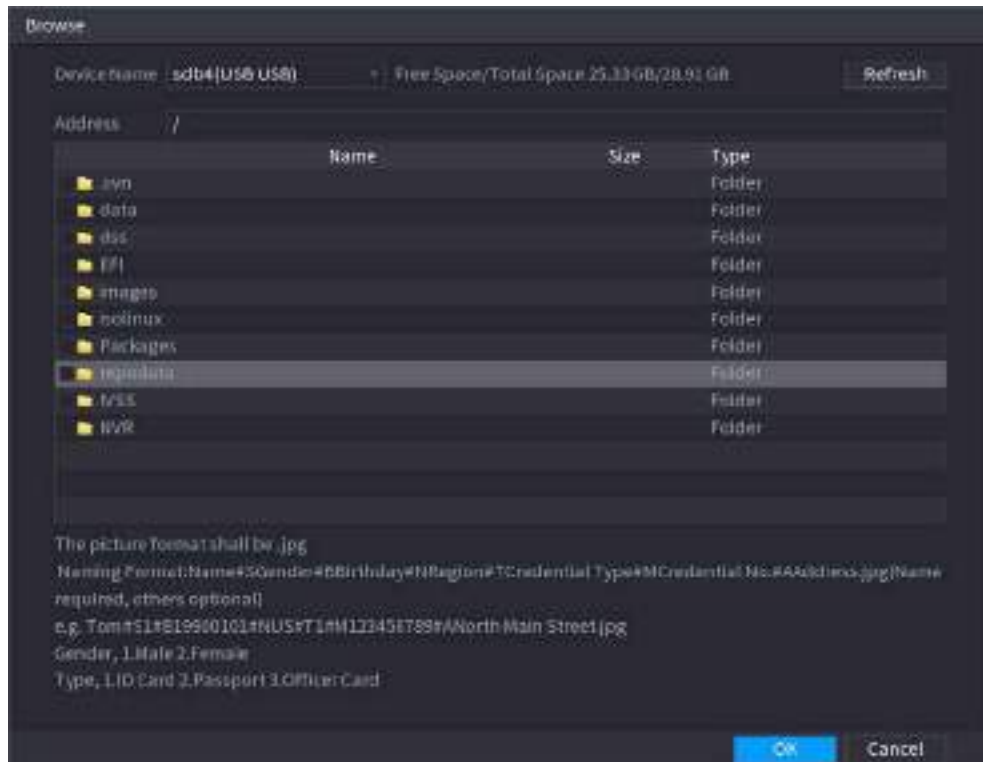 Browse
Device Name sdb4(USB USB) Free Space/Total Space 25.33 GB/28.91 GB Refresh
Address /
Name Size Type
.svn Folder
data Folder
dss Folder
EFI Folder
images Folder
isolinux Folder
Packages Folder
repodata Folder
IVSS Folder
NVR Folder
The picture format shall be .jpg
Naming Format:Name#SGender#BBirthday#NRegion#TCredential Type#MCredential No.#AAddress.jpg(Name
required, others optional)
e.g. Tom#S1#B19900101#NUS#T1#M123456789#ANorth Main Street.jpg
Gender, 1.Male 2.Female
Type, 1.ID Card 2.Passport 3.Officer Card
OK Cancel